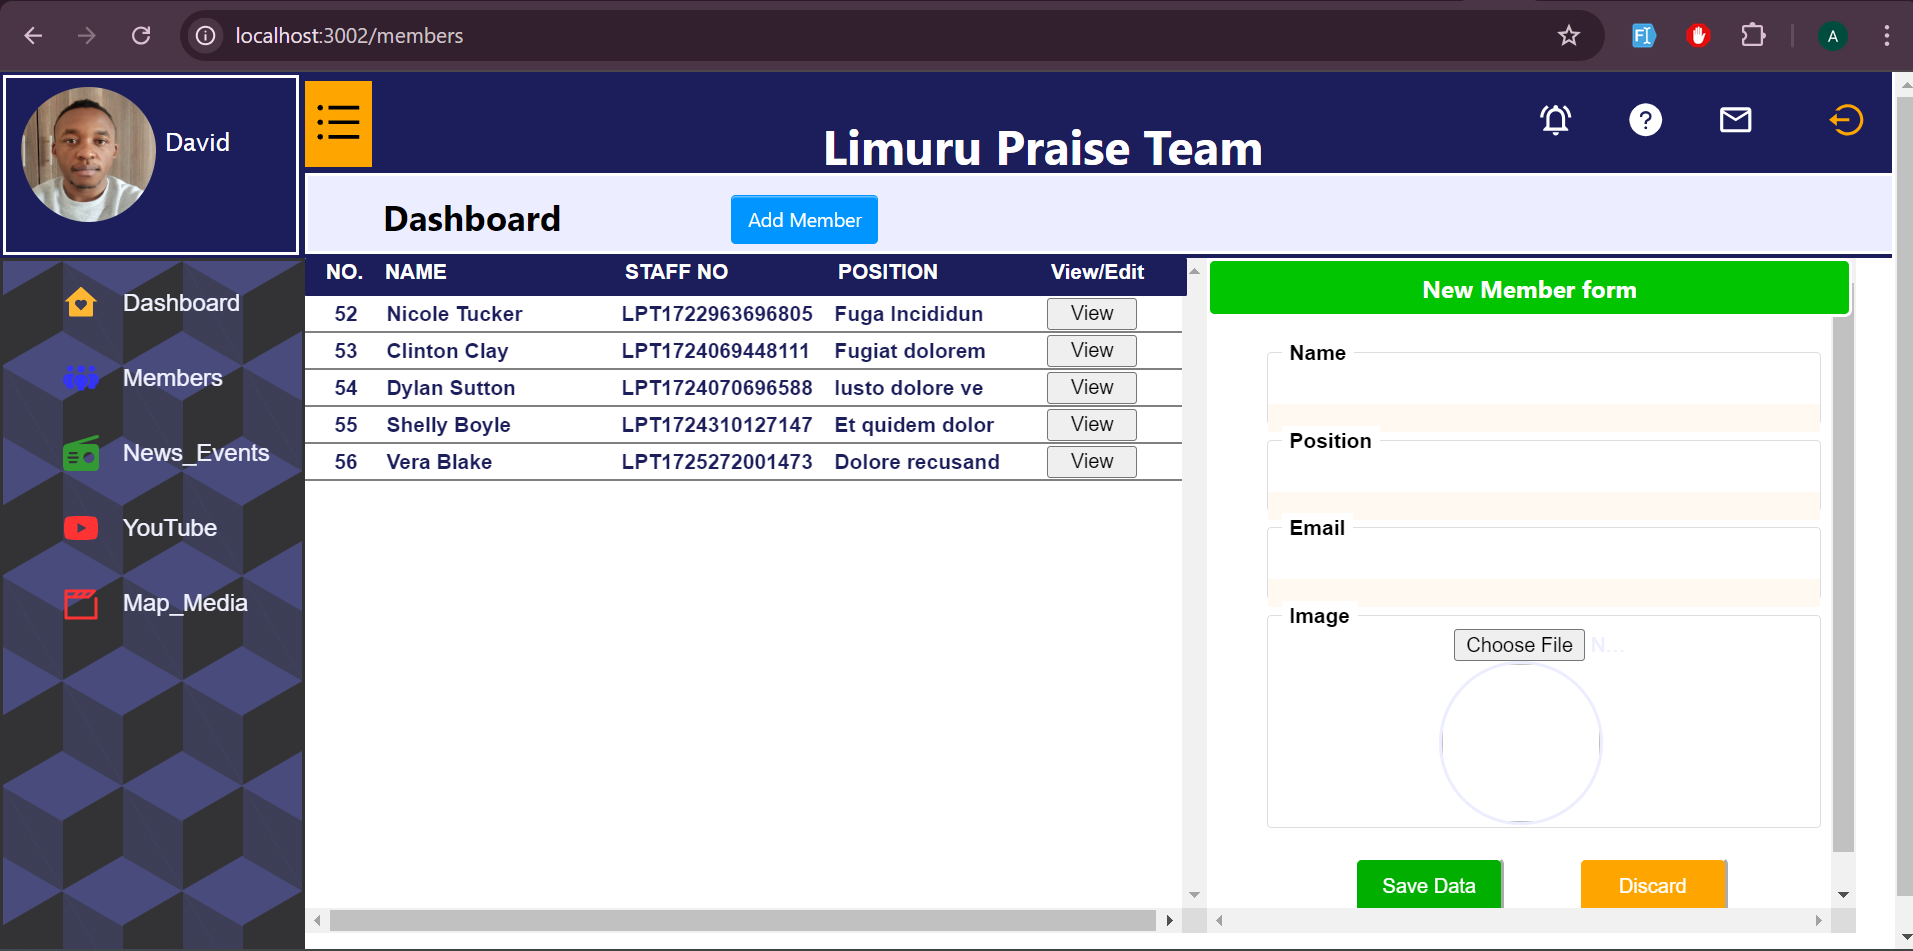 localhost:3002/members
A
David
Limuru Praise Team
Dashboard
Add Member
Dashboard
Members
News_Events
YouTube
Map_Media
NO. NAME STAFF NO POSITION View/Edit
52 Nicole Tucker LPT1722963696805 Fuga Incididun View
53 Clinton Clay LPT1724069448111 Fugiat dolorem View
54 Dylan Sutton LPT1724070696588 Iusto dolore ve View
55 Shelly Boyle LPT1724310127147 Et quidem dolor View
56 Vera Blake LPT1725272001473 Dolore recusand View
New Member form
Name
Position
Email
Image
Choose File N...
Save Data Discard